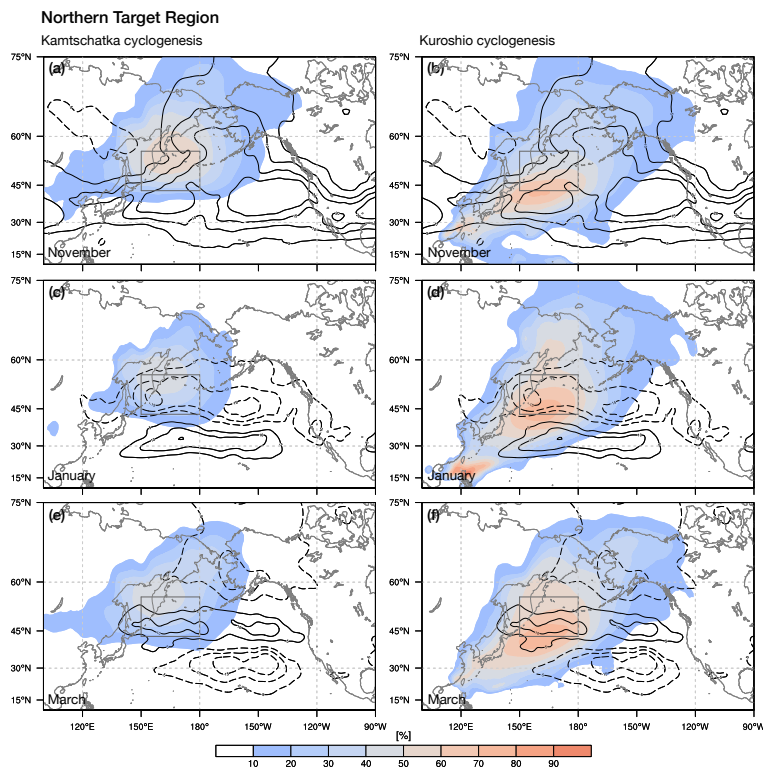 Northern Target Region
Kamtschatka cyclogenesis
Kuroshio cyclogenesis
75°N
60°N
45°N
30°N
15°N
(a)
November
(b)
November
75°N
60°N
45°N
30°N
15°N
(c)
January
75°N
60°N
45°N
30°N
15°N
(d)
January
75°N
60°N
45°N
30°N
15°N
75°N
60°N
45°N
30°N
15°N
(e)
March
75°N
60°N
45°N
30°N
15°N
(f)
March
120°E 150°E 180° 150°W 120°W 90°W
120°E 150°E 180° 150°W 120°W 90°W
[%]
10 20 30 40 50 60 70 80 90